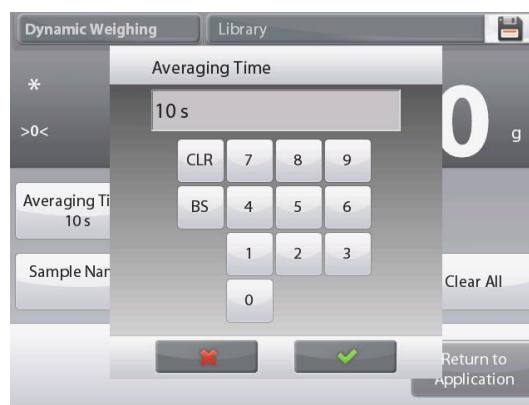 Dynamic Weighing
Library
Averaging Time
*
10 s
>0<
0
g
CLR 7 8 9
Averaging Ti
10 s
BS 4 5 6
1 2 3
Sample Nar
Clear All
0
Return to
Application